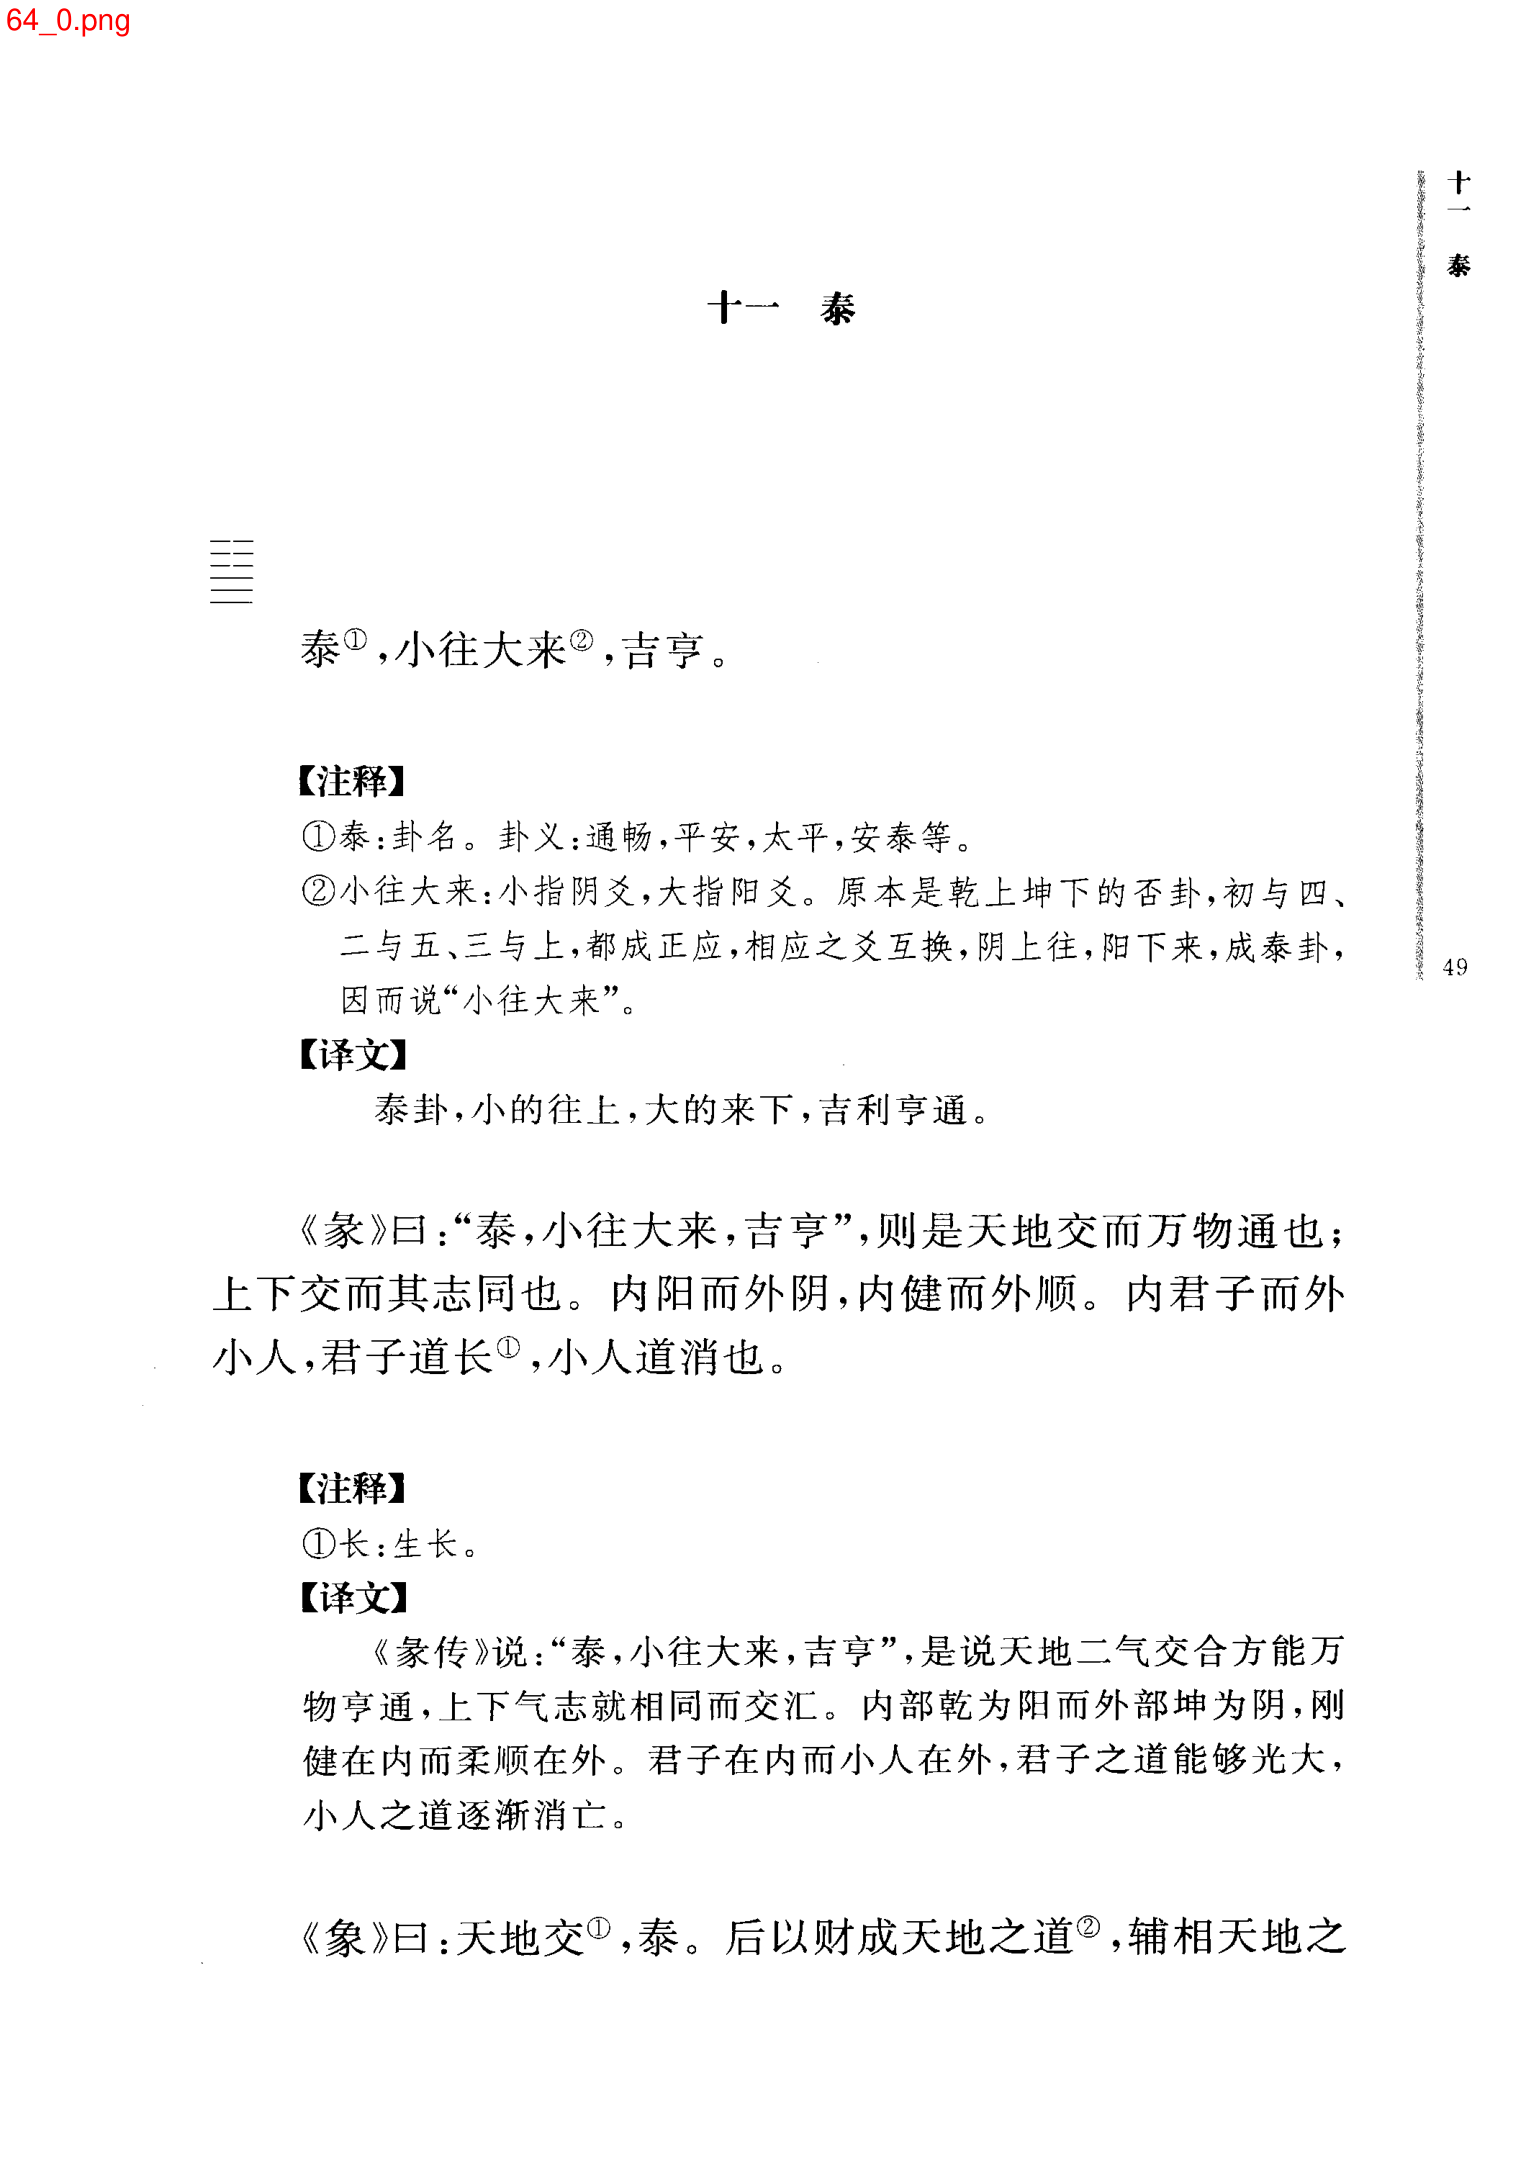 64_0.png
十一 泰
十一 泰
泰①,小往大来②,吉亨。
【注释】
①泰:卦名。卦义:通畅,平安,太平,安泰等。
②小往大来:小指阴爻,大指阳爻。原本是乾上坤下的否卦,初与四、
二与五、三与上,都成正应,相应之爻互换,阴上往,阳下来,成泰卦,
因而说“小往大来”。
49
【译文】
泰卦,小的往上,大的来下,吉利亨通。
《彖》曰:“泰,小往大来,吉亨”,则是天地交而万物通也;
上下交而其志同也。内阳而外阴,内健而外顺。内君子而外
小人,君子道长①,小人道消也。
【注释】
①长:生长。
【译文】
《彖传》说:“泰,小往大来,吉亨”,是说天地二气交合方能万
物亨通,上下气志就相同而交汇。内部乾为阳而外部坤为阴,刚
健在内而柔顺在外。君子在内而小人在外,君子之道能够光大,
小人之道逐渐消亡。
《象》曰:天地交①,泰。后以财成天地之道②,辅相天地之